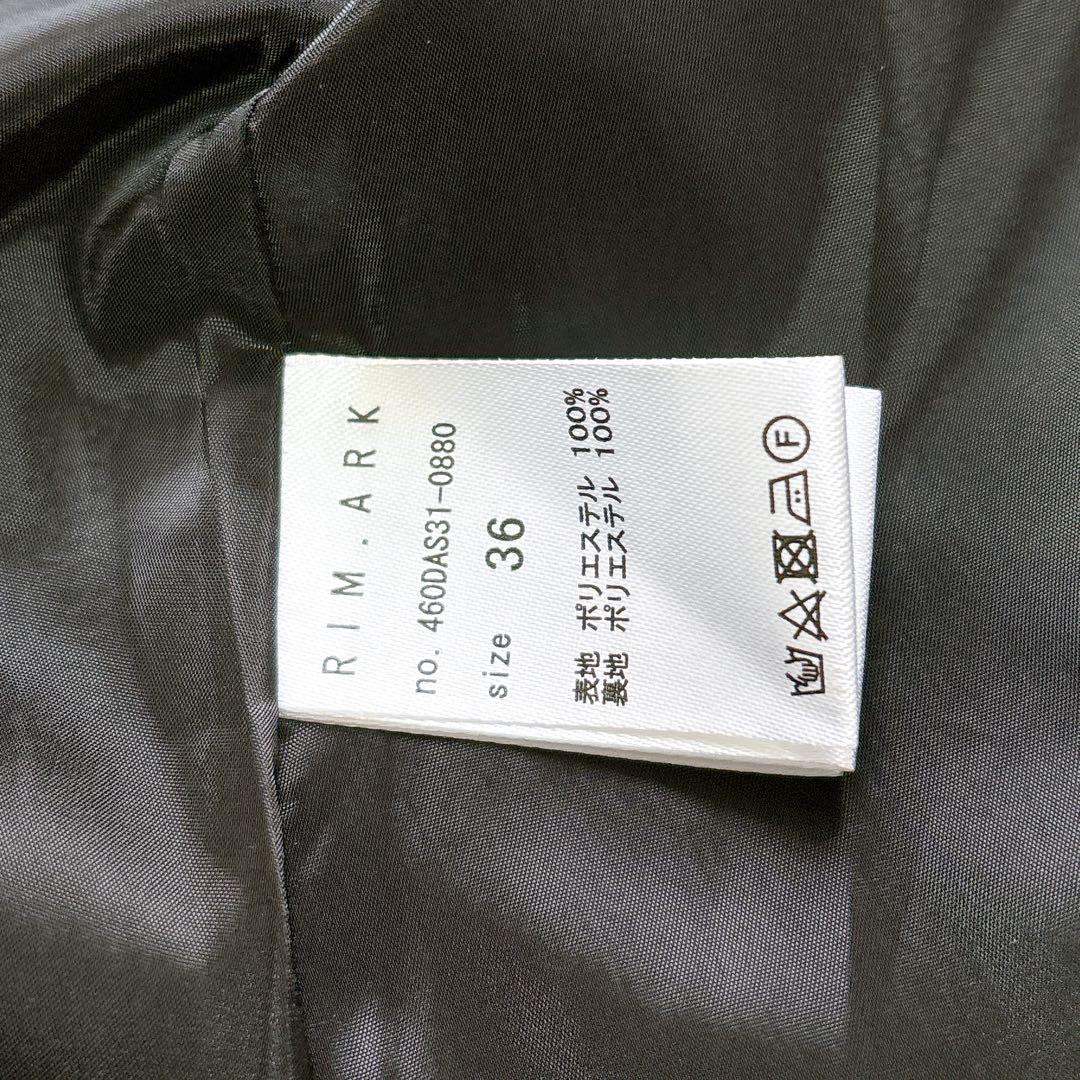 RIM.ARK
no. 460DAS31-0880
size 36
表地 ポリエステル 100%
裏地 ポリエステル 100%
F